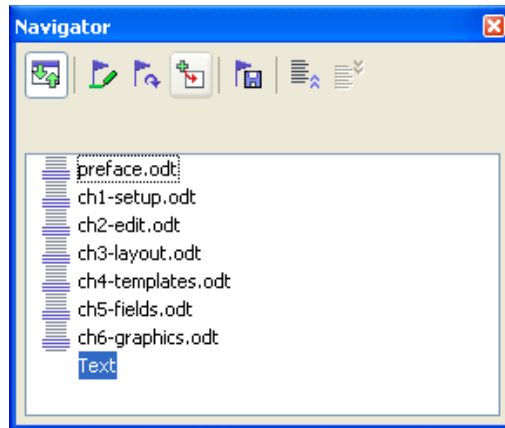 Navigator
preface.odt
ch1-setup.odt
ch2-edit.odt
ch3-layout.odt
ch4-templates.odt
ch5-fields.odt
ch6-graphics.odt
Text